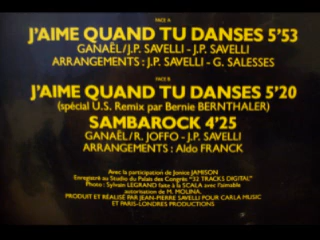 FACE A
J'AIME QUAND TU DANSES 5'53
GANAËL/J.P. SAVELLI - J.P. SAVELLI
ARRANGEMENTS : J.P. SAVELLI - G. SALESSES
FACE B
J'AIME QUAND TU DANSES 5'20
(spécial U.S. Remix par Bernie BERNTHALER)
SAMBAROCK 4'25
GANAËL/R. JOFFO - J.P. SAVELLI
ARRANGEMENTS : Aldo FRANCK
Avec la participation de Jonice JAMISON
Enregistré au Studio du Palais des Congrès "32 TRACKS DIGITAL"
Photo : Sylvain LEGRAND faite à la SCALA avec l'aimable
autorisation de M. MOLINA.
PRODUIT ET RÉALISÉ PAR JEAN-PIERRE SAVELLI POUR CARLA MUSIC
ET PARIS-LONDRES PRODUCTIONS